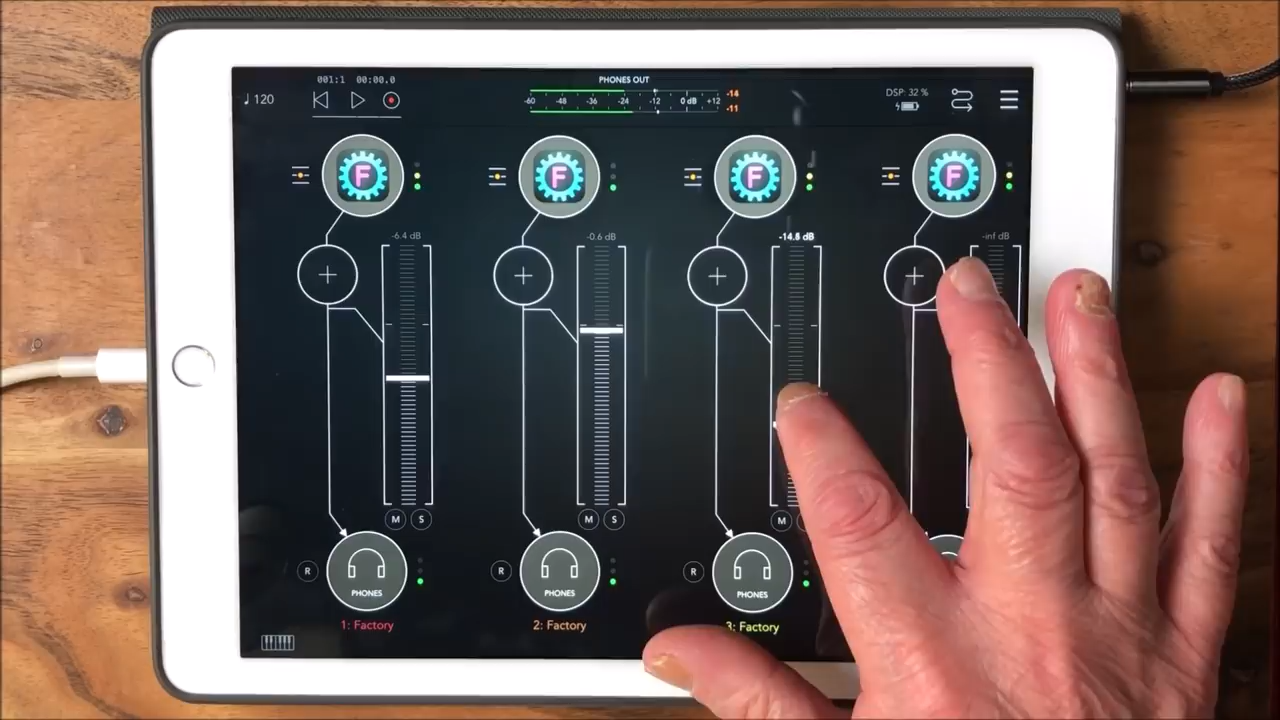 001:1 00:00.0
PHONES OUT
♩ 120
-60 -48 -36 -24 -12 0 dB +12
-14
-11
DSP: 32 %
F F F F
-6.4 dB -0.6 dB -14.5 dB -inf dB
M S M S M
R R R
PHONES PHONES PHONES
1: Factory 2: Factory 3: Factory